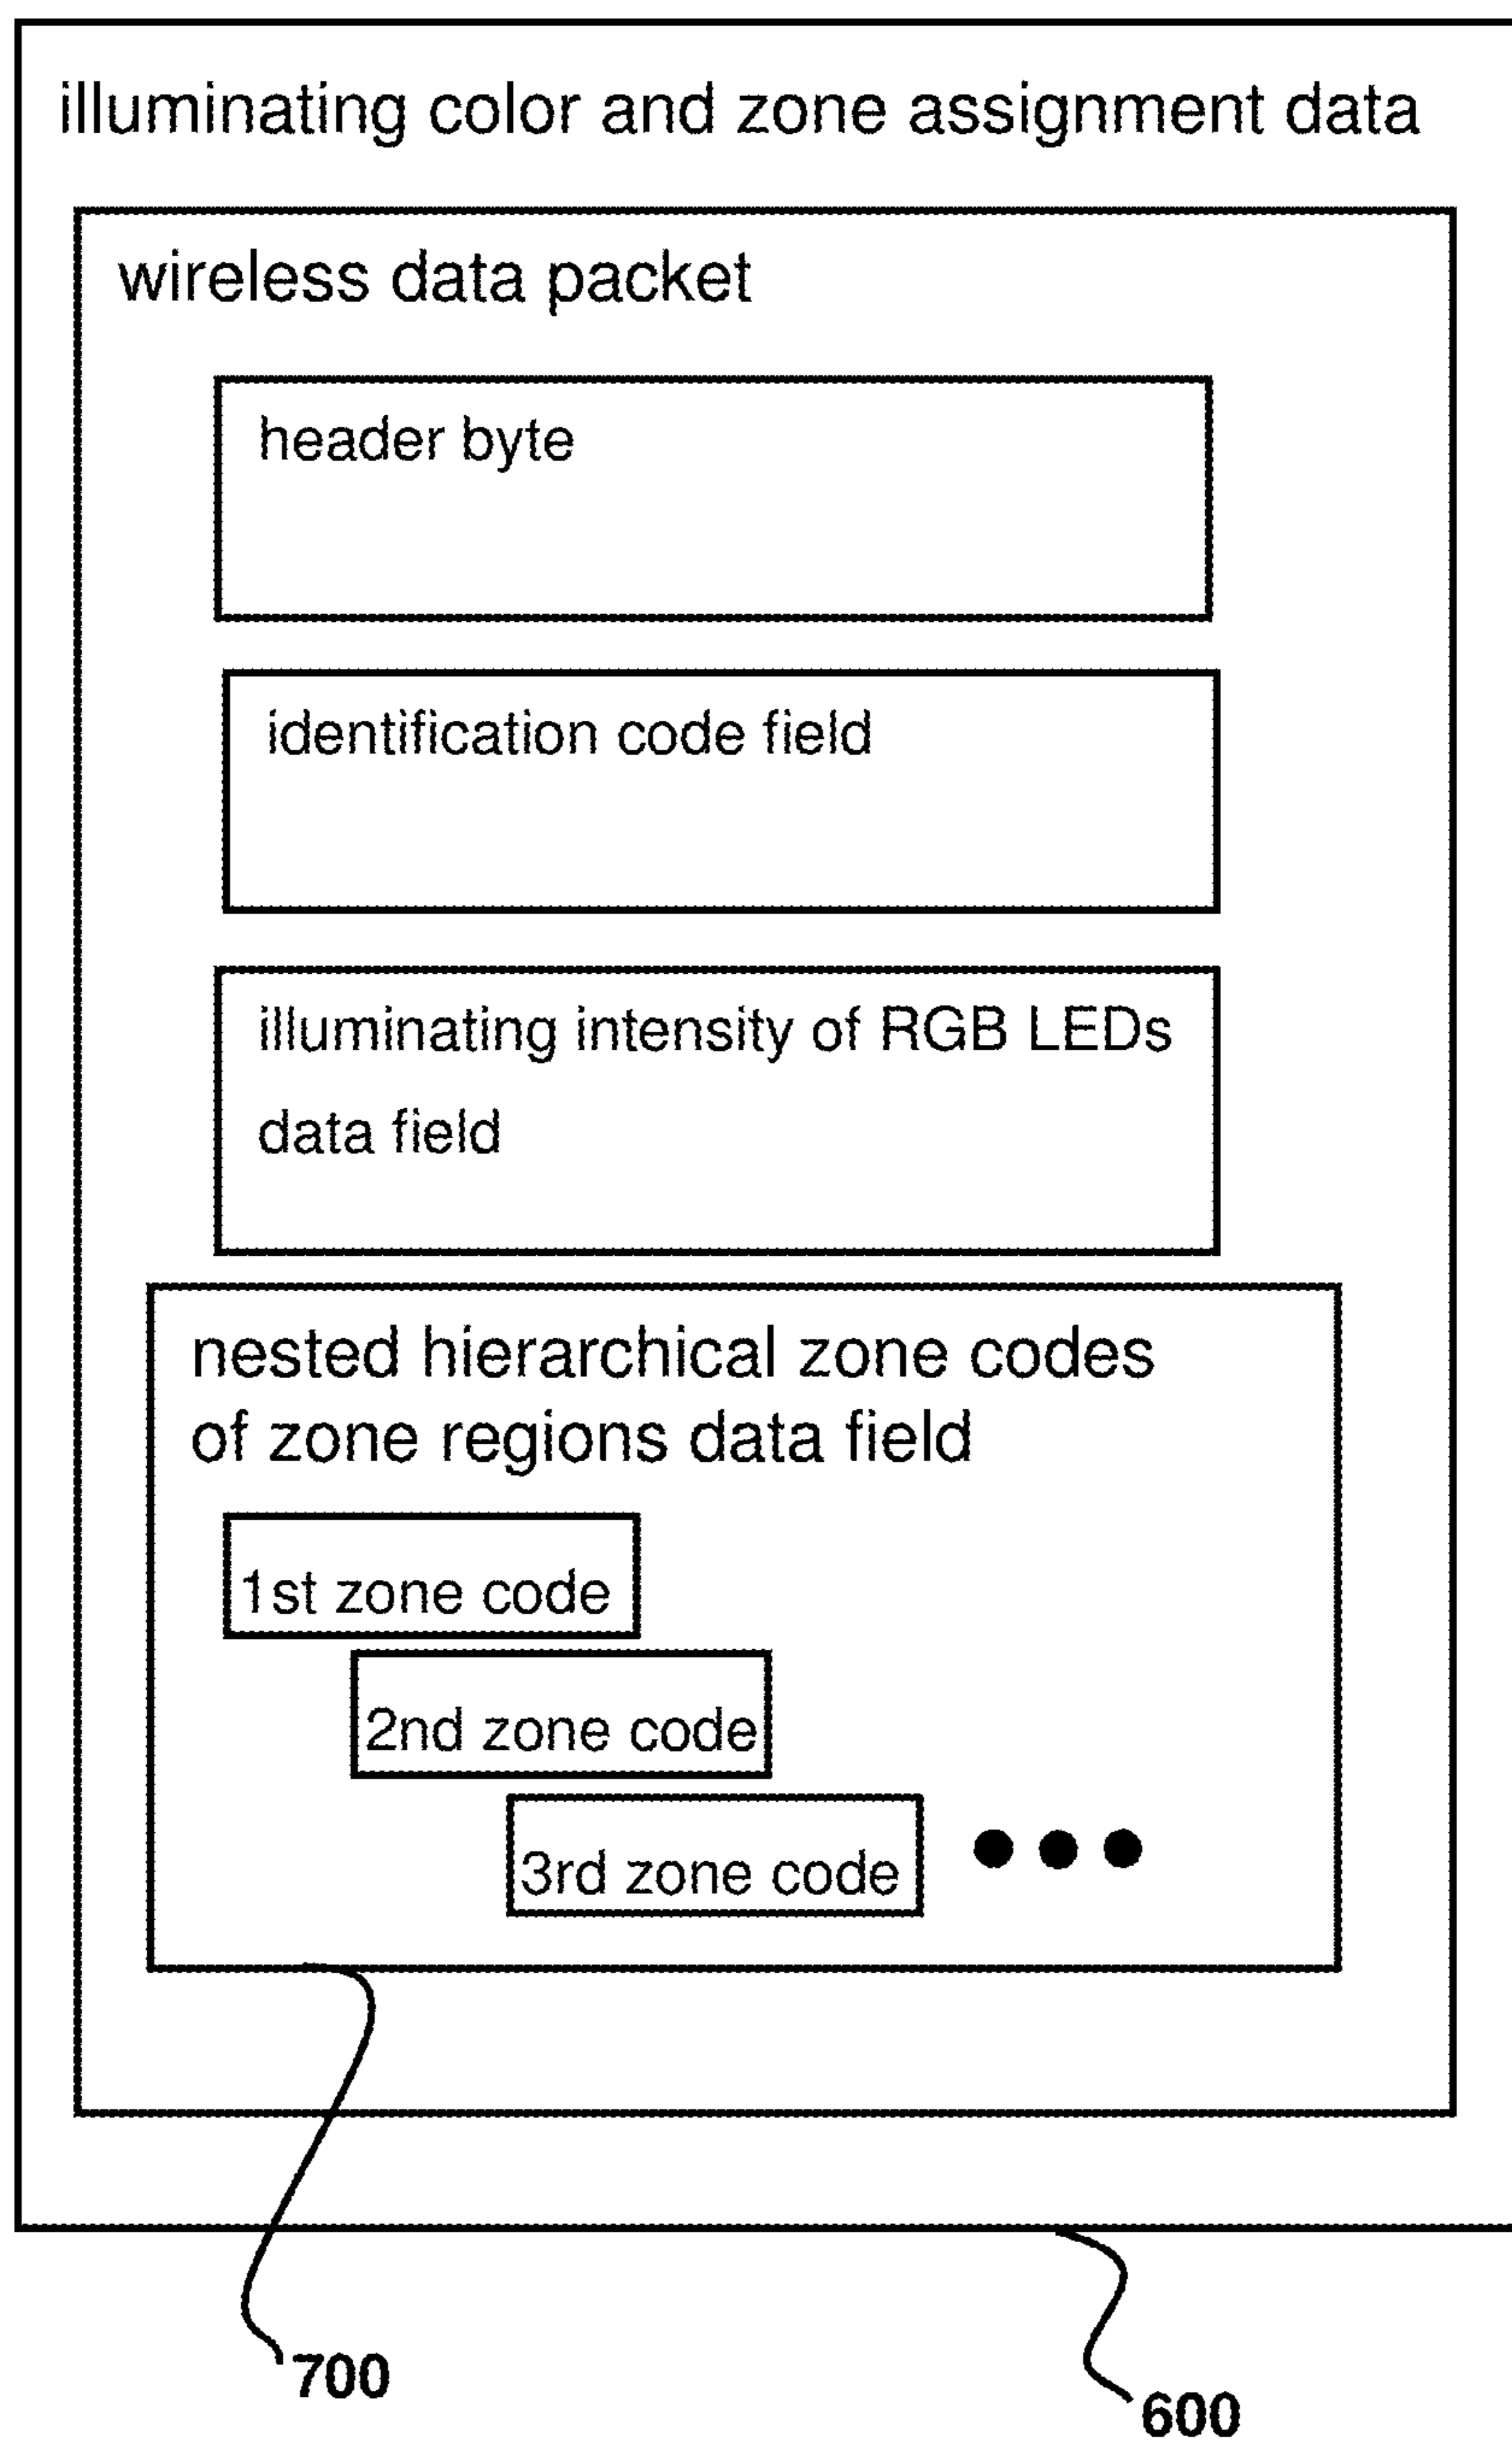 illuminating color and zone assignment data
wireless data packet
header byte
identification code field
illuminating intensity of RGB LEDs
data field
nested hierarchical zone codes
of zone regions data field
1st zone code
2nd zone code
3rd zone code
700
600